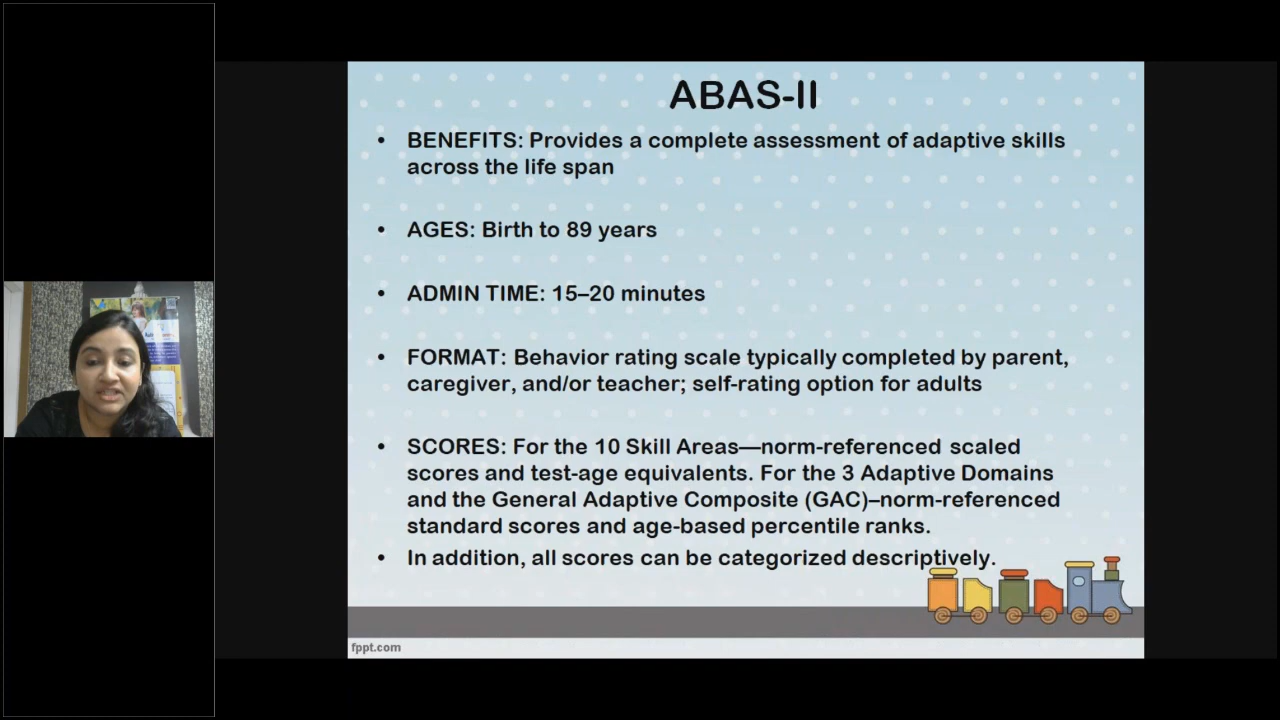 ABAS-II
• BENEFITS: Provides a complete assessment of adaptive skills
across the life span
• AGES: Birth to 89 years
• ADMIN TIME: 15–20 minutes
• FORMAT: Behavior rating scale typically completed by parent,
caregiver, and/or teacher; self-rating option for adults
• SCORES: For the 10 Skill Areas—norm-referenced scaled
scores and test-age equivalents. For the 3 Adaptive Domains
and the General Adaptive Composite (GAC)–norm-referenced
standard scores and age-based percentile ranks.
• In addition, all scores can be categorized descriptively.
fppt.com